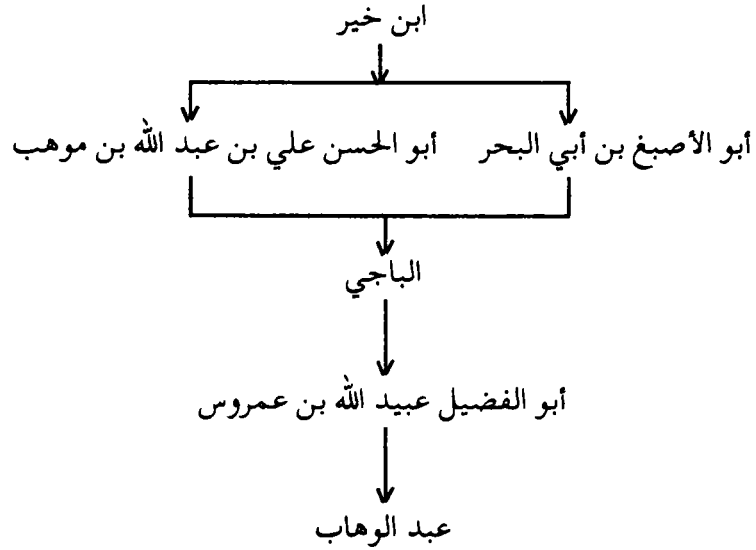 ابن خير
أبو الأصبغ بن أبي البحر    أبو الحسن علي بن عبد الله بن موهب
الباجي
أبو الفضيل عبيد الله بن عمروس
عبد الوهاب